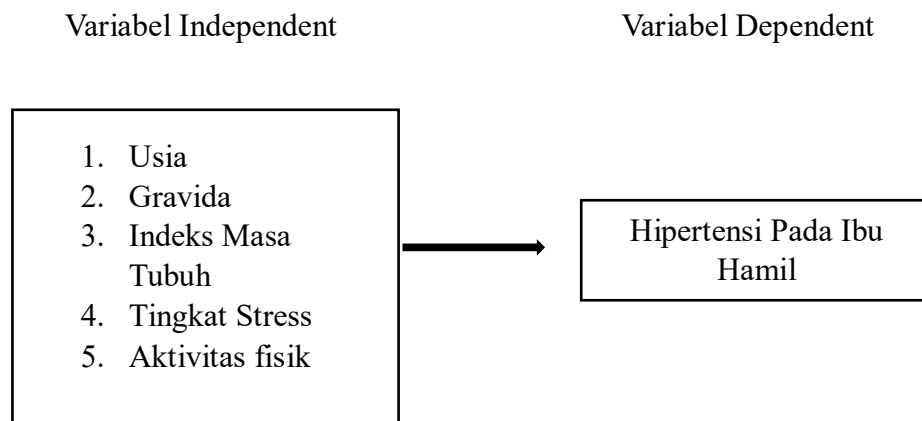 Variabel Independent
Variabel Dependent
1. Usia
2. Gravida
3. Indeks Masa
Tubuh
4. Tingkat Stress
5. Aktivitas fisik
Hipertensi Pada Ibu
Hamil